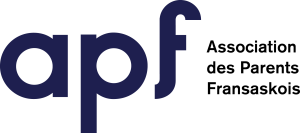 apf
Association
des Parents
Fransaskois